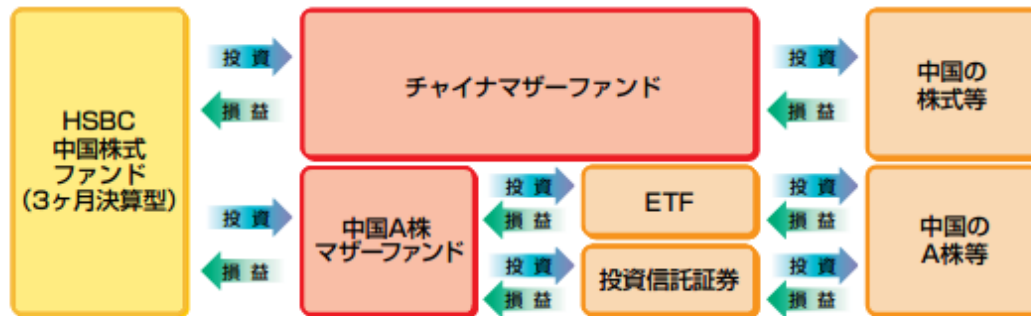 HSBC
中国株式
ファンド
(3ヶ月決算型)
投資
損益
チャイナマザーファンド
投資
損益
中国の
株式等
投資
損益
中国A株
マザーファンド
投資
損益
ETF
投資
損益
投資
損益
投資信託証券
投資
損益
中国の
A株等